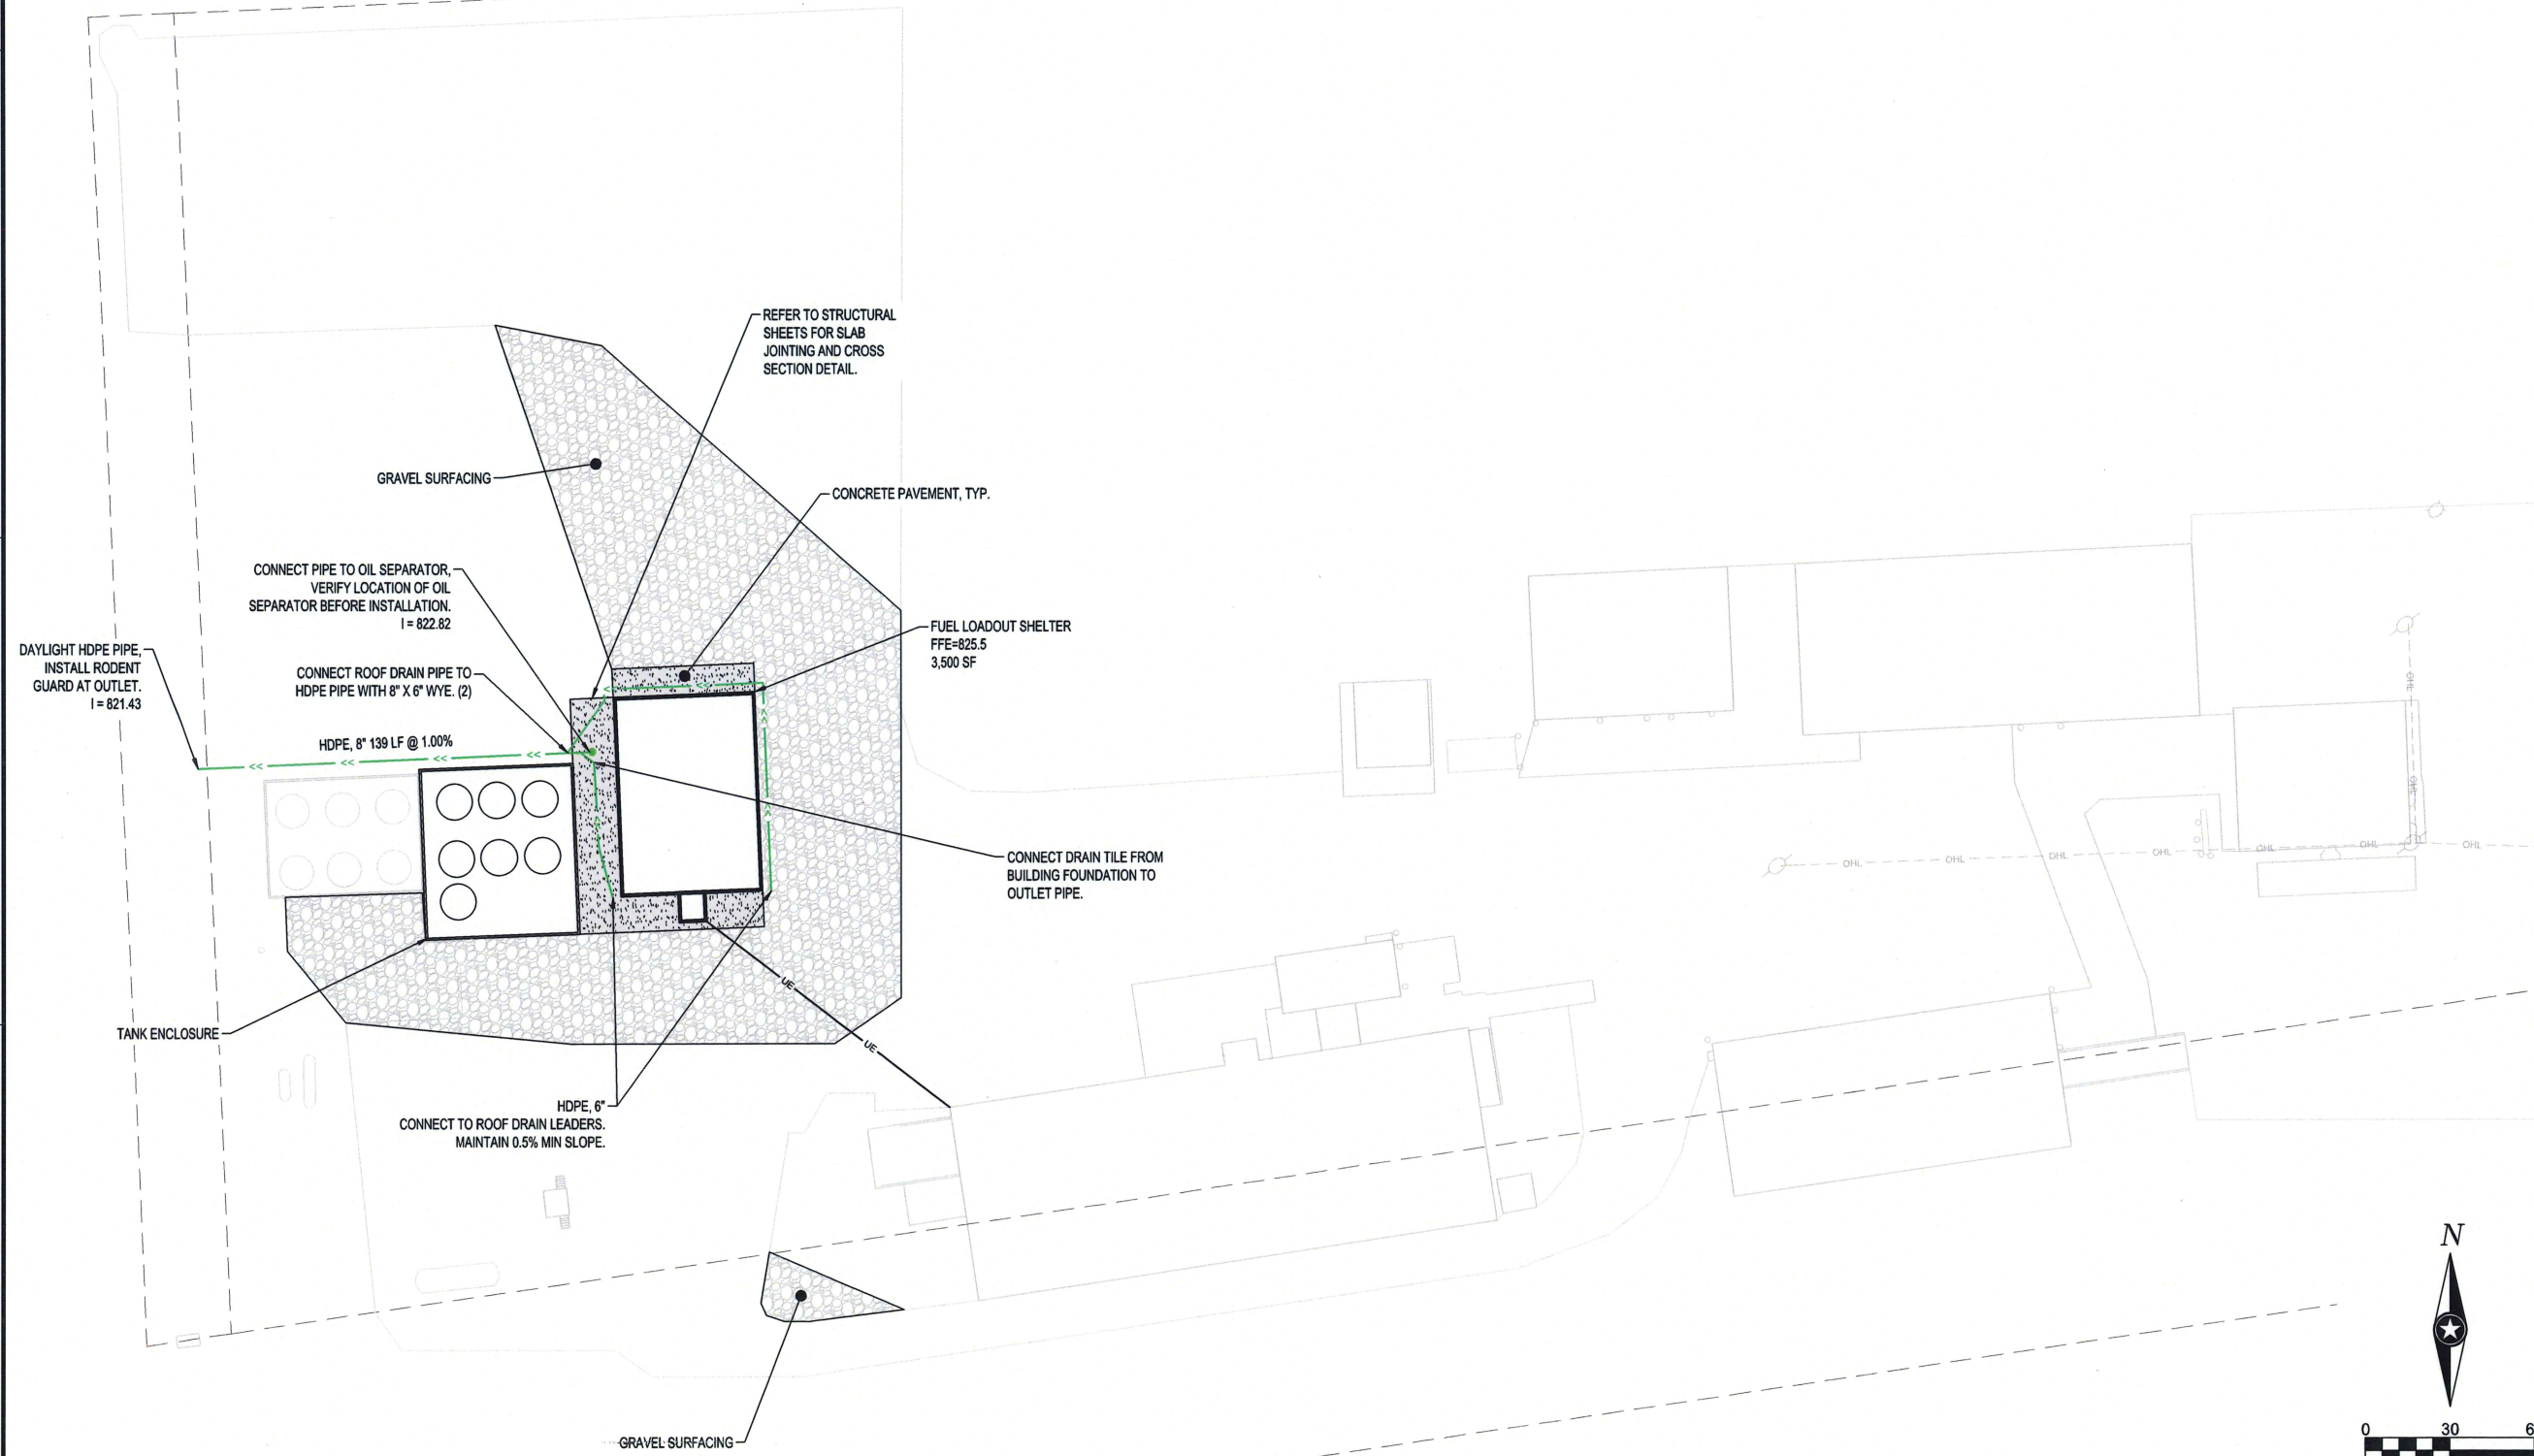 REFER TO STRUCTURAL
SHEETS FOR SLAB
JOINTING AND CROSS
SECTION DETAIL.
GRAVEL SURFACING
CONCRETE PAVEMENT, TYP.
CONNECT PIPE TO OIL SEPARATOR,
VERIFY LOCATION OF OIL
SEPARATOR BEFORE INSTALLATION.
I = 822.82
FUEL LOADOUT SHELTER
FFE=825.5
3,500 SF
DAYLIGHT HDPE PIPE,
INSTALL RODENT
GUARD AT OUTLET.
I = 821.43
CONNECT ROOF DRAIN PIPE TO
HDPE PIPE WITH 8" X 6" WYE. (2)
HDPE, 8" 139 LF @ 1.00%
CONNECT DRAIN TILE FROM
BUILDING FOUNDATION TO
OUTLET PIPE.
OHL
OHL
OHL
OHL
OHL
OHL
OHL
OHL
OHL
UE
UE
TANK ENCLOSURE
HDPE, 6"
CONNECT TO ROOF DRAIN LEADERS.
MAINTAIN 0.5% MIN SLOPE.
GRAVEL SURFACING
N
0 30 6